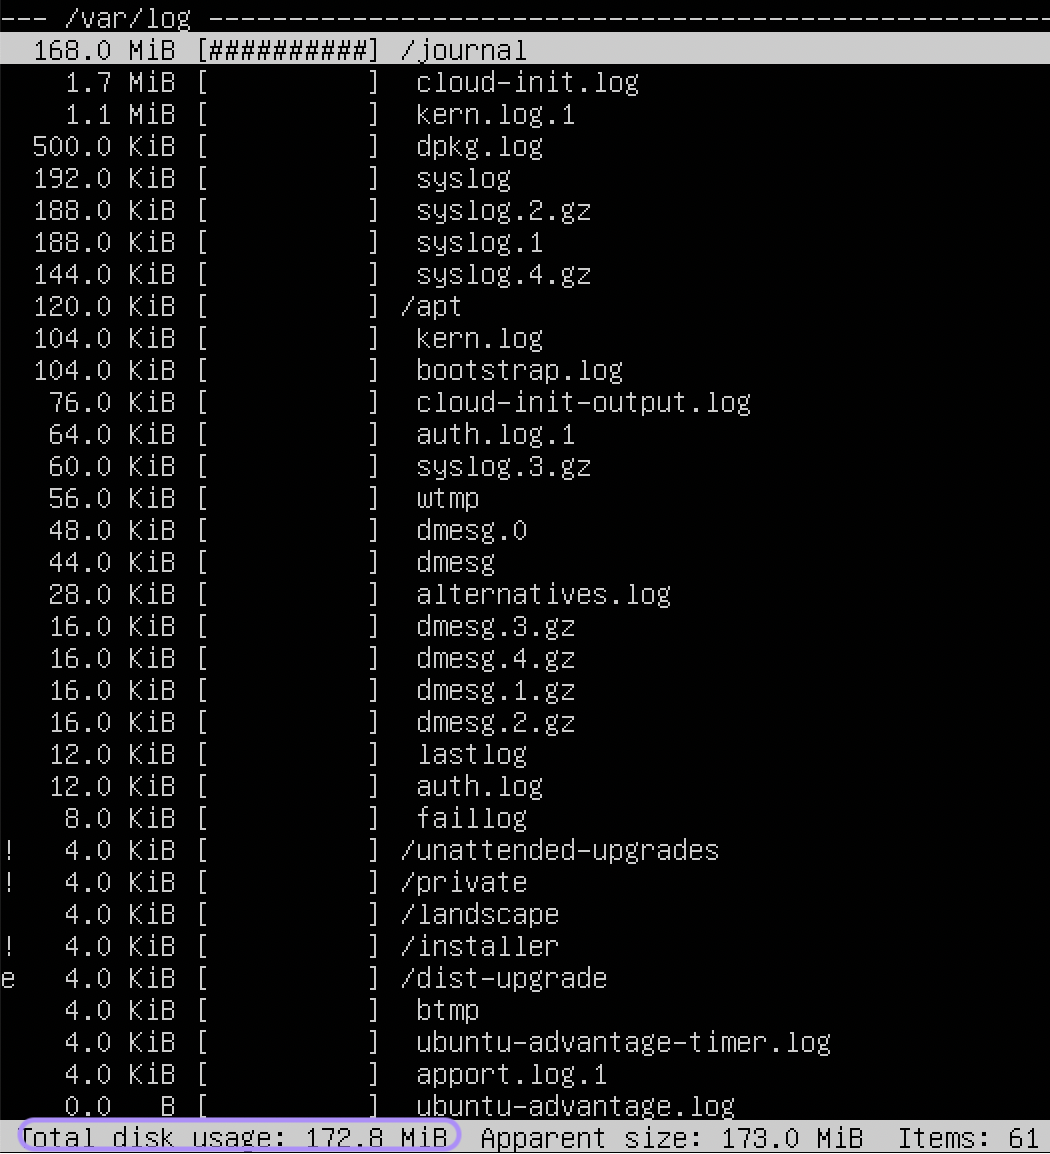 --- /var/log -----------------------------------------------------
168.0 MiB [##########] /journal
1.7 MiB [          ]  cloud-init.log
1.1 MiB [          ]  kern.log.1
500.0 KiB [          ]  dpkg.log
192.0 KiB [          ]  syslog
188.0 KiB [          ]  syslog.2.gz
188.0 KiB [          ]  syslog.1
144.0 KiB [          ]  syslog.4.gz
120.0 KiB [          ] /apt
104.0 KiB [          ]  kern.log
104.0 KiB [          ]  bootstrap.log
76.0 KiB [          ]  cloud-init-output.log
64.0 KiB [          ]  auth.log.1
60.0 KiB [          ]  syslog.3.gz
56.0 KiB [          ]  wtmp
48.0 KiB [          ]  dmesg.0
44.0 KiB [          ]  dmesg
28.0 KiB [          ]  alternatives.log
16.0 KiB [          ]  dmesg.3.gz
16.0 KiB [          ]  dmesg.4.gz
16.0 KiB [          ]  dmesg.1.gz
16.0 KiB [          ]  dmesg.2.gz
12.0 KiB [          ]  lastlog
12.0 KiB [          ]  auth.log
8.0 KiB [          ]  faillog
!   4.0 KiB [          ] /unattended-upgrades
!   4.0 KiB [          ] /private
4.0 KiB [          ] /landscape
!   4.0 KiB [          ] /installer
e   4.0 KiB [          ] /dist-upgrade
4.0 KiB [          ]  btmp
4.0 KiB [          ]  ubuntu-advantage-timer.log
4.0 KiB [          ]  apport.log.1
0.0   B [          ]  ubuntu-advantage.log
Total disk usage: 172.8 MiB  Apparent size: 173.0 MiB  Items: 61